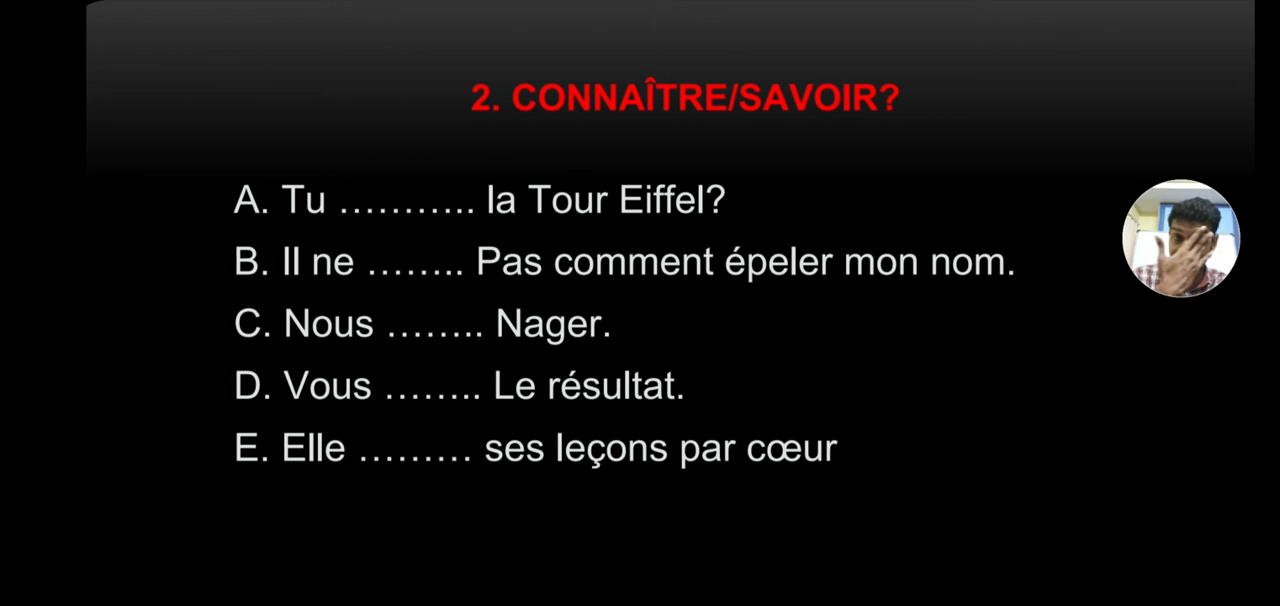 2. CONNAÎTRE/SAVOIR?
A. Tu ……….. la Tour Eiffel?
B. Il ne …….. Pas comment épeler mon nom.
C. Nous …….. Nager.
D. Vous …….. Le résultat.
E. Elle ……… ses leçons par cœur